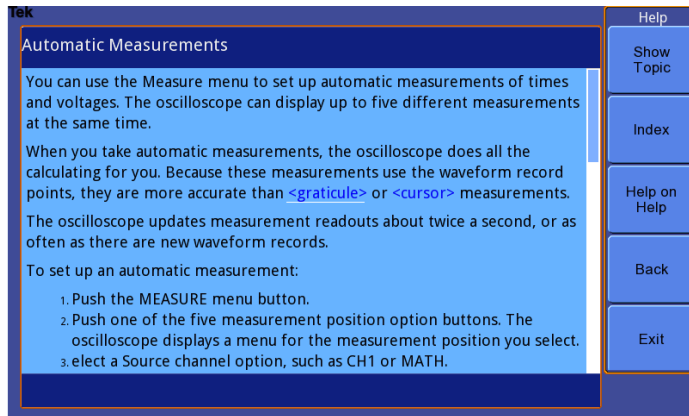 Tek
Automatic Measurements
You can use the Measure menu to set up automatic measurements of times
and voltages. The oscilloscope can display up to five different measurements
at the same time.
When you take automatic measurements, the oscilloscope does all the
calculating for you. Because these measurements use the waveform record
points, they are more accurate than <graticule> or <cursor> measurements.
The oscilloscope updates measurement readouts about twice a second, or as
often as there are new waveform records.
To set up an automatic measurement:
1. Push the MEASURE menu button.
2. Push one of the five measurement position option buttons. The
oscilloscope displays a menu for the measurement position you select.
3. elect a Source channel option, such as CH1 or MATH.
Help
Show
Topic
Index
Help on
Help
Back
Exit